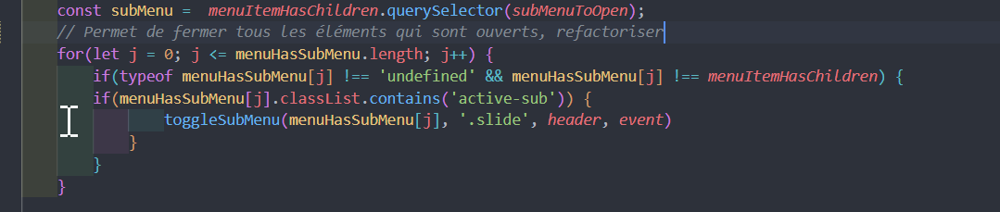 const subMenu =  menuItemHasChildren.querySelector(subMenuToOpen);
// Permet de fermer tous les éléments qui sont ouverts, refactoriser
for(let j = 0; j <= menuHasSubMenu.length; j++) {
if(typeof menuHasSubMenu[j] !== 'undefined' && menuHasSubMenu[j] !== menuItemHasChildren) {
if(menuHasSubMenu[j].classList.contains('active-sub')) {
toggleSubMenu(menuHasSubMenu[j], '.slide', header, event)
}
}
}